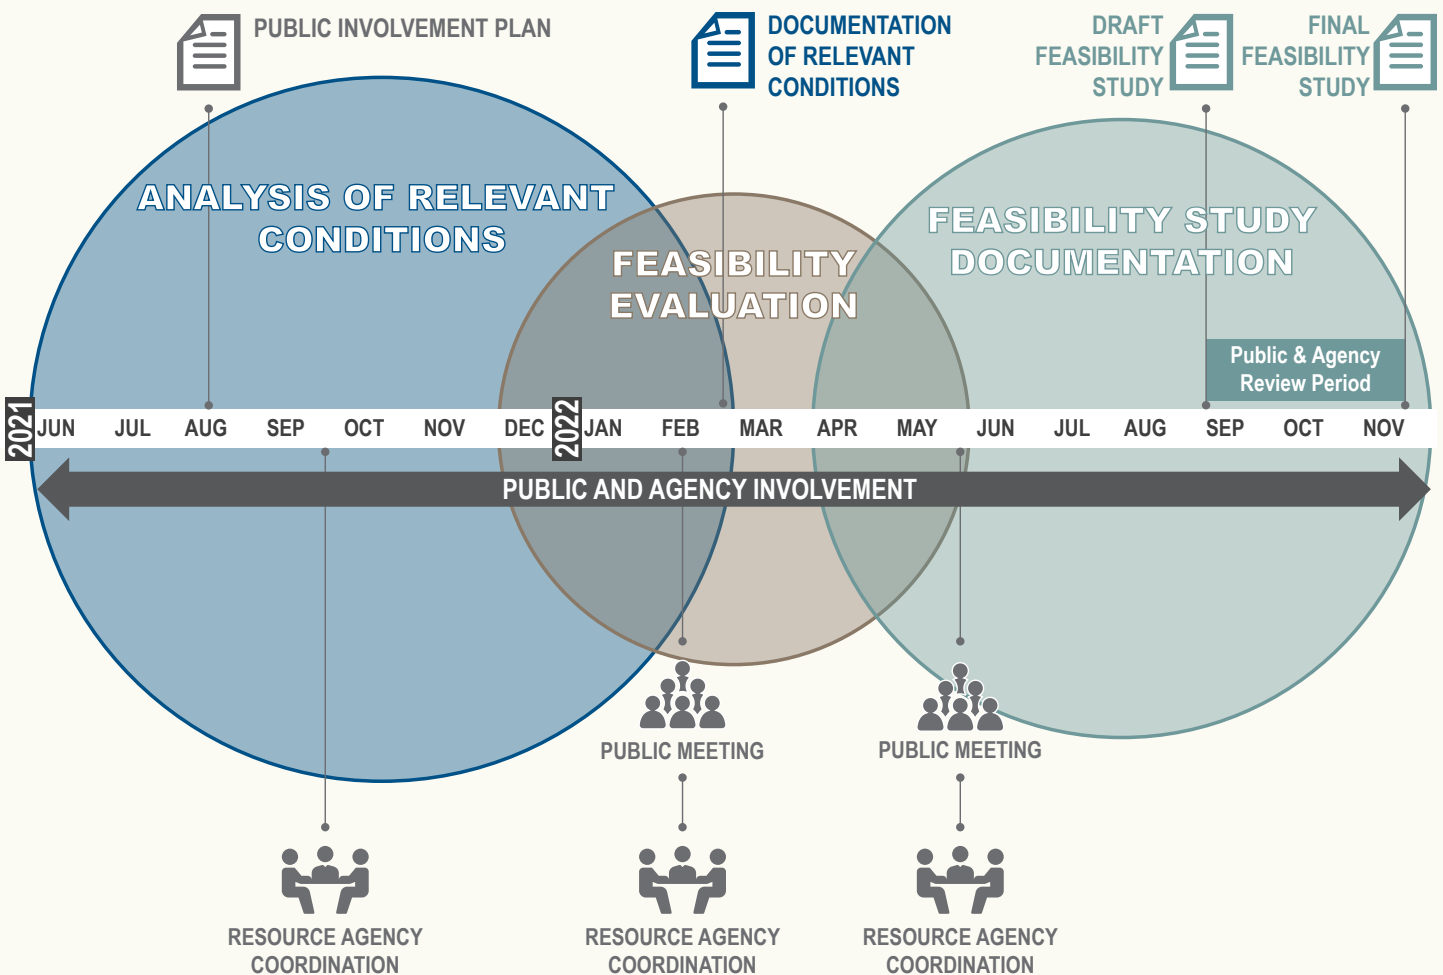 PUBLIC INVOLVEMENT PLAN
DOCUMENTATION
OF RELEVANT
CONDITIONS
DRAFT
FEASIBILITY
STUDY
FINAL
FEASIBILITY
STUDY
ANALYSIS OF RELEVANT
CONDITIONS
FEASIBILITY
EVALUATION
FEASIBILITY STUDY
DOCUMENTATION
Public & Agency
Review Period
2021 JUN JUL AUG SEP OCT NOV DEC 2022 JAN FEB MAR APR MAY JUN JUL AUG SEP OCT NOV
PUBLIC AND AGENCY INVOLVEMENT
PUBLIC MEETING
PUBLIC MEETING
RESOURCE AGENCY
COORDINATION
RESOURCE AGENCY
COORDINATION
RESOURCE AGENCY
COORDINATION